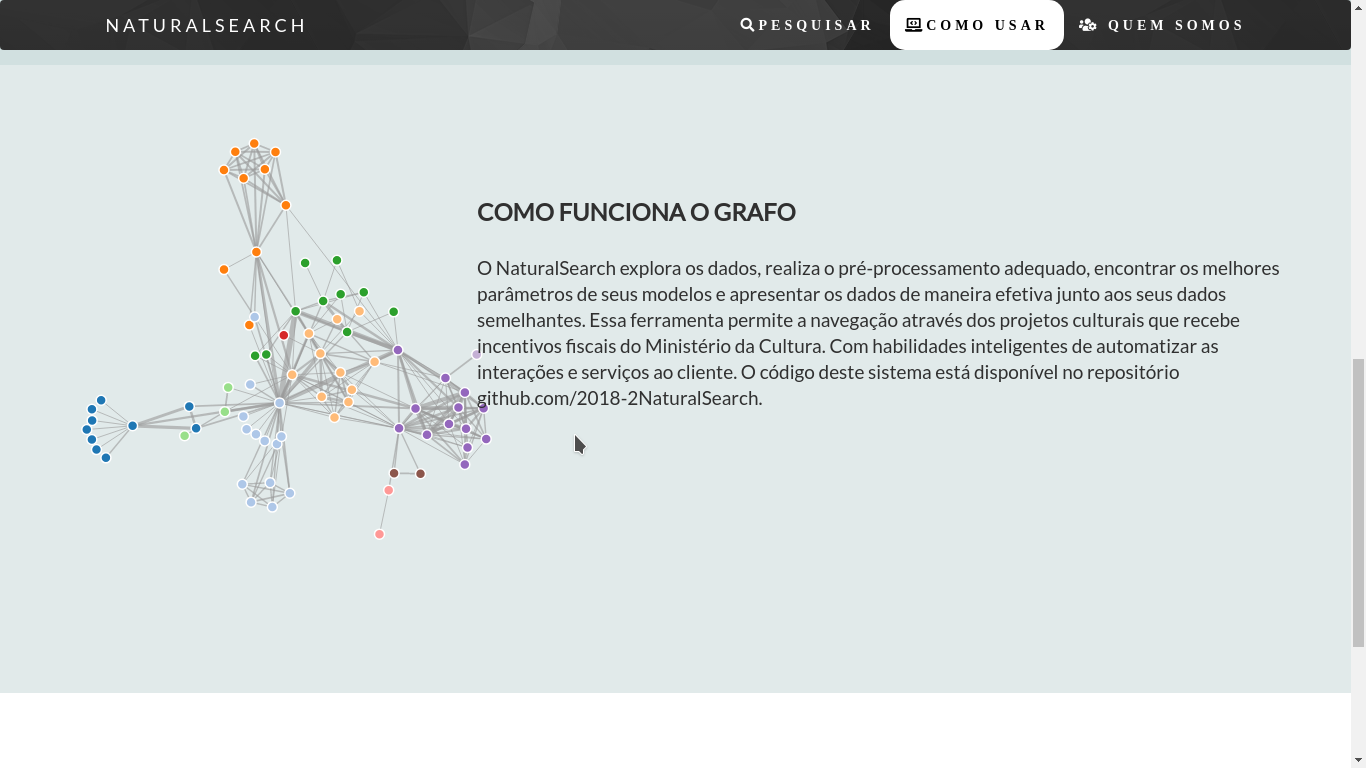 NATURALSEARCH
PESQUISAR
COMO USAR
QUEM SOMOS
COMO FUNCIONA O GRAFO
O NaturalSearch explora os dados, realiza o pré-processamento adequado, encontrar os melhores
parâmetros de seus modelos e apresentar os dados de maneira efetiva junto aos seus dados
semelhantes. Essa ferramenta permite a navegação através dos projetos culturais que recebe
incentivos fiscais do Ministério da Cultura. Com habilidades inteligentes de automatizar as
interações e serviços ao cliente. O código deste sistema está disponível no repositório
github.com/2018-2NaturalSearch.